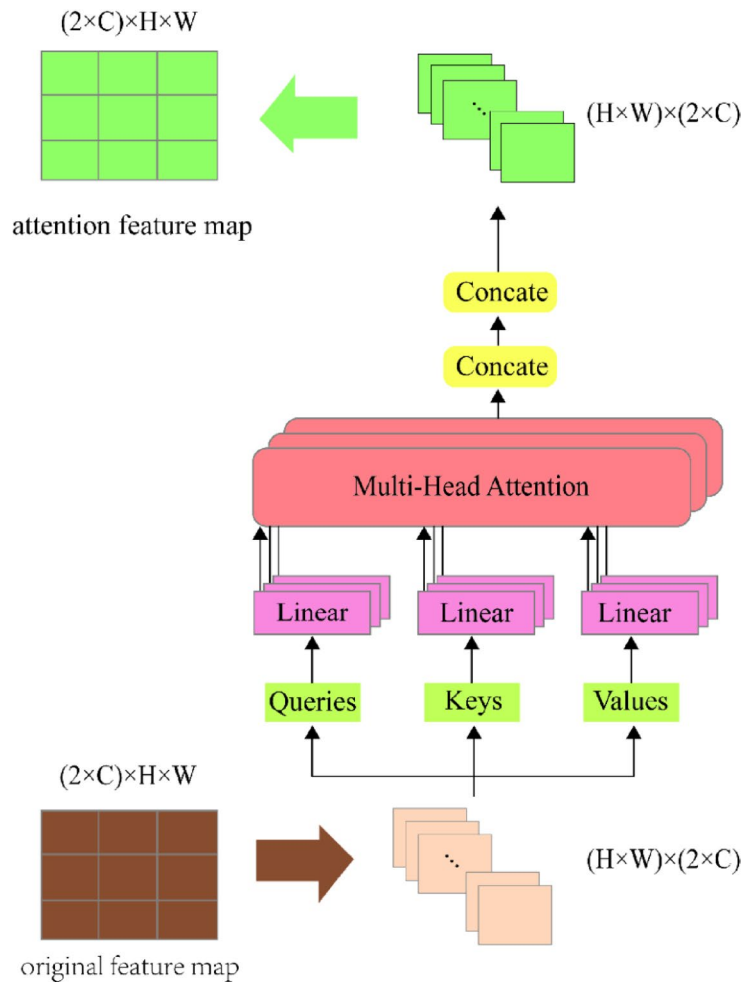 (2×C)×H×W
(H×W)×(2×C)
attention feature map
Concate
Concate
Multi-Head Attention
Linear
Linear
Linear
Queries
Keys
Values
(2×C)×H×W
(H×W)×(2×C)
original feature map